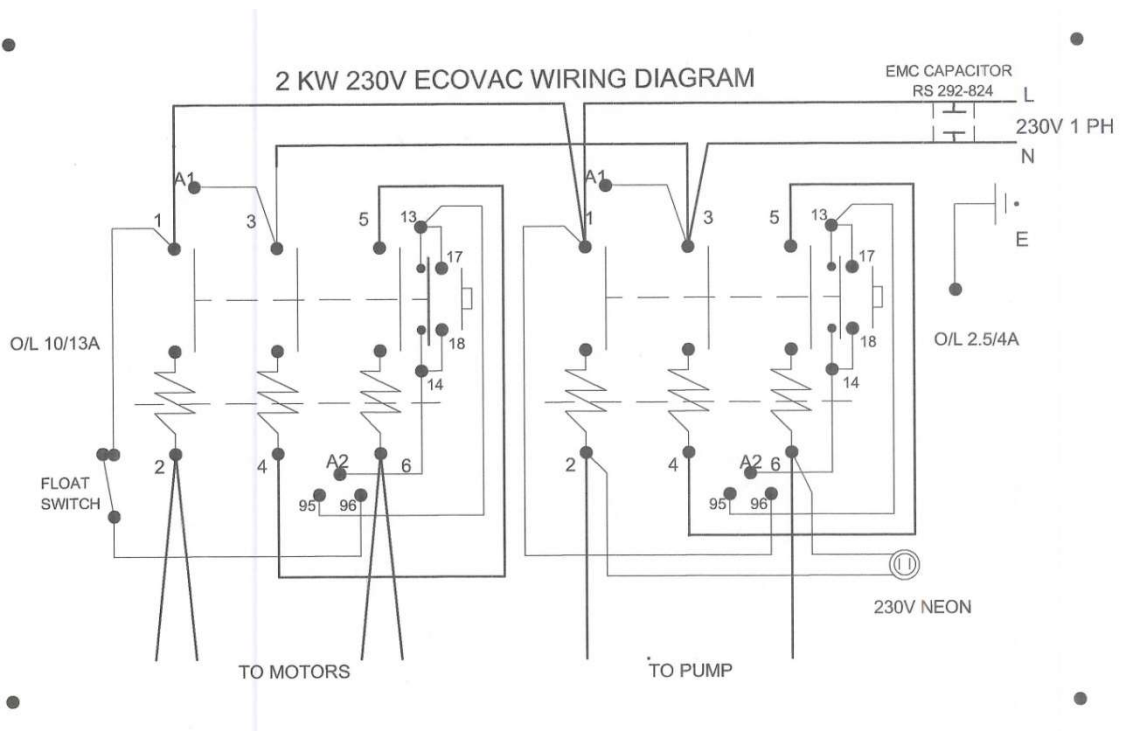 2 KW 230V ECOVAC WIRING DIAGRAM
EMC CAPACITOR
RS 292-824
L
230V 1 PH
N
A1
A1
1
3
5
13
1
3
5
13
E
17
17
O/L 10/13A
18
O/L 2.5/4A
18
14
14
2
4
A2
6
2
4
A2
6
FLOAT
SWITCH
95
96
95
96
230V NEON
TO MOTORS
TO PUMP